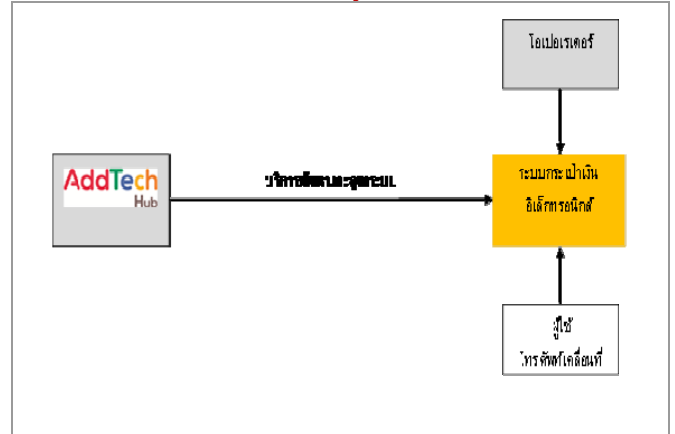 โอเปอเรเตอร์
AddTech
Hub
ระบบกระเป๋าเงิน
อิเล็กทรอนิกส์
ผู้ใช้
โทรศัพท์เคลื่อนที่